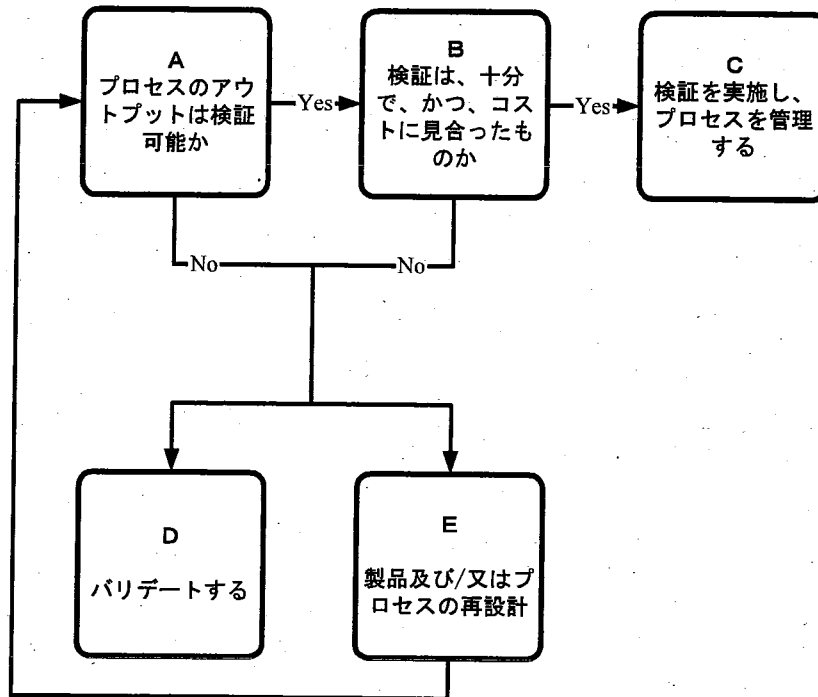 A
プロセスのアウ
トプットは検証
可能か
Yes
B
検証は、十分
で、かつ、コス
トに見合ったも
のか
Yes
C
検証を実施し、
プロセスを管理
する
No
No
D
バリデートする
E
製品及び/又はプ
ロセスの再設計